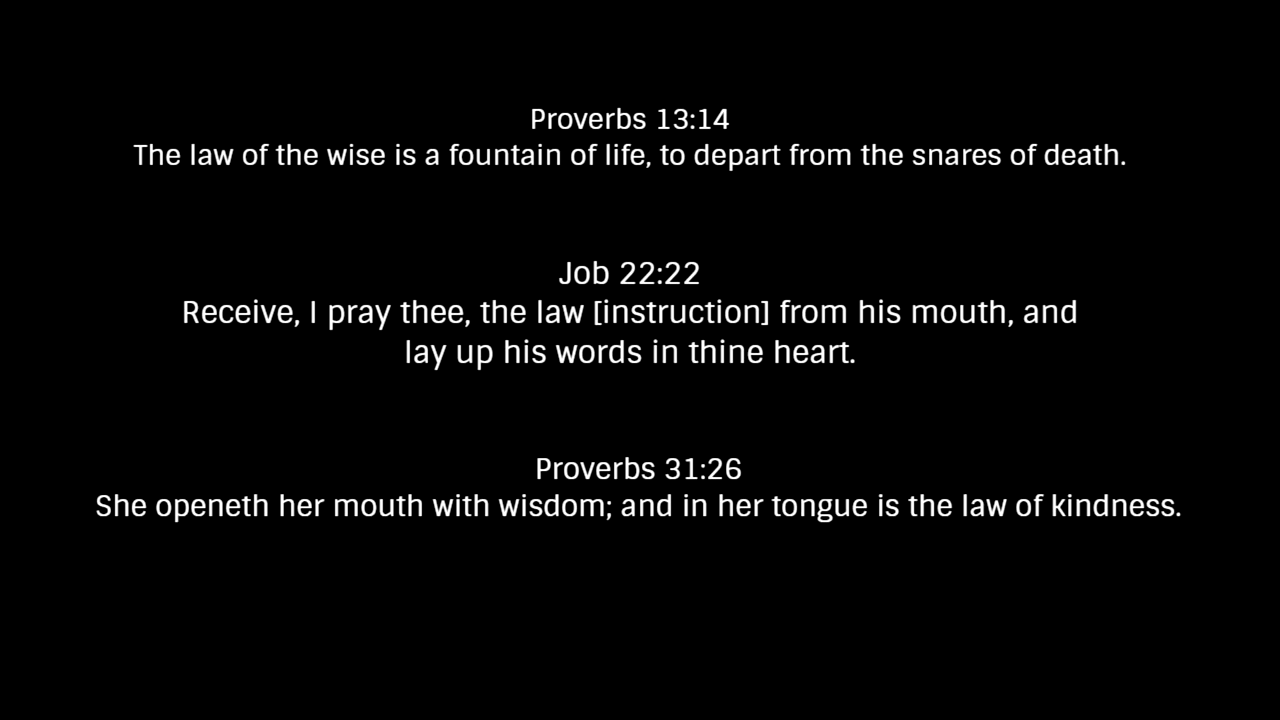 Proverbs 13:14
The law of the wise is a fountain of life, to depart from the snares of death.
Job 22:22
Receive, I pray thee, the law [instruction] from his mouth, and
lay up his words in thine heart.
Proverbs 31:26
She openeth her mouth with wisdom; and in her tongue is the law of kindness.